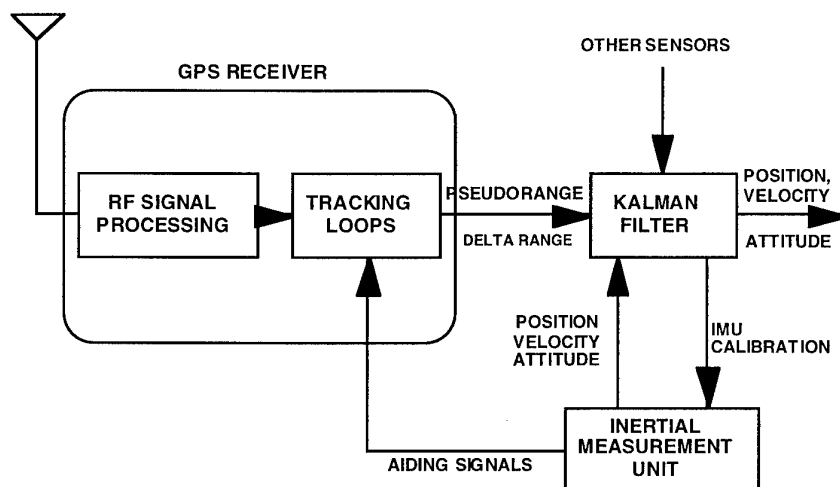 OTHER SENSORS
GPS RECEIVER
RF SIGNAL
PROCESSING
TRACKING
LOOPS
PSEUDORANGE
DELTA RANGE
KALMAN
FILTER
POSITION,
VELOCITY
ATTITUDE
POSITION
VELOCITY
ATTITUDE
IMU
CALIBRATION
AIDING SIGNALS
INERTIAL
MEASUREMENT
UNIT